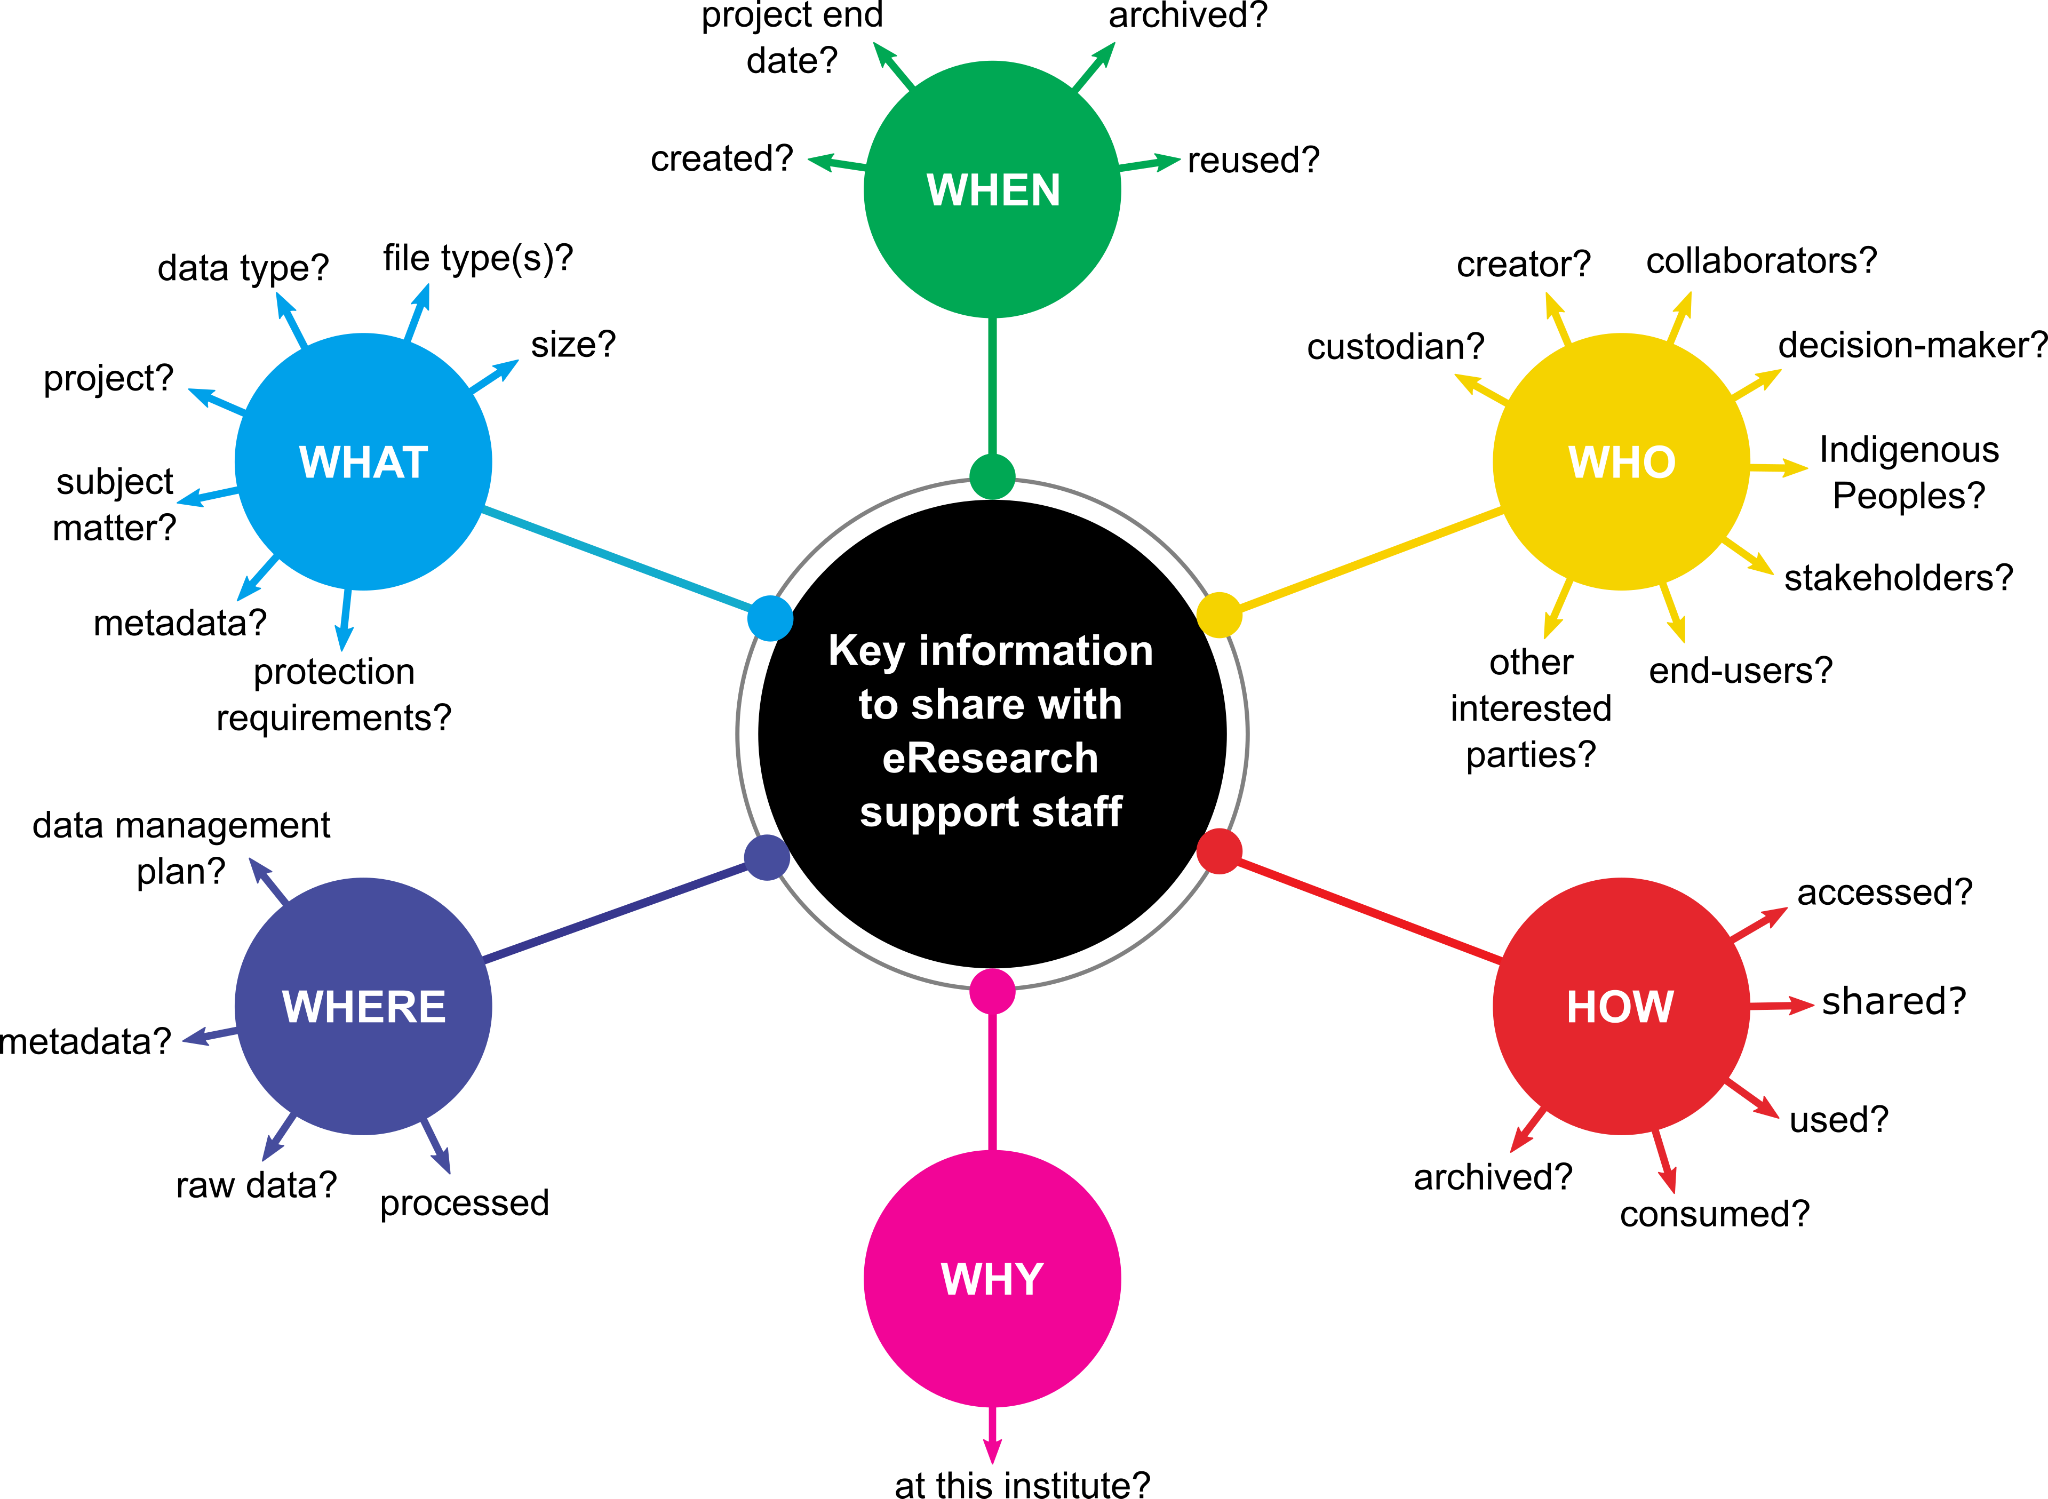 project end
date?
archived?
created?
reused?
WHEN
data type?
file type(s)?
size?
project?
subject
matter?
metadata?
protection
requirements?
WHAT
creator?
collaborators?
custodian?
decision-maker?
Indigenous
Peoples?
stakeholders?
end-users?
other
interested
parties?
WHO
Key information
to share with
eResearch
support staff
data management
plan?
metadata?
raw data?
processed
WHERE
accessed?
shared?
used?
consumed?
archived?
HOW
WHY
at this institute?